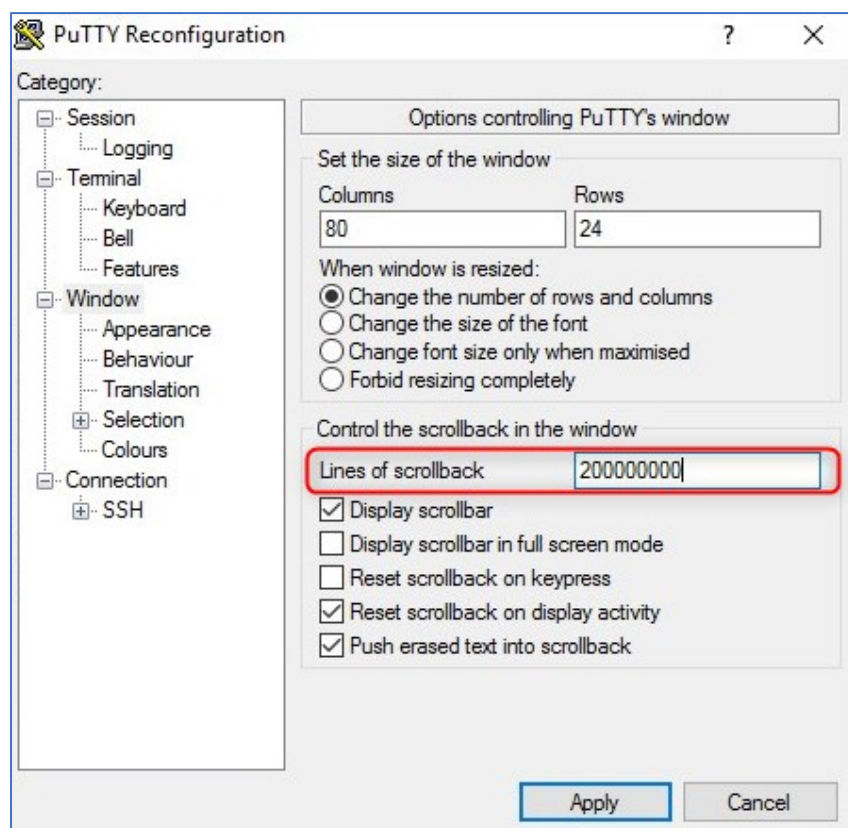 PuTTY Reconfiguration
?
Category:
Session
Logging
Terminal
Keyboard
Bell
Features
Window
Appearance
Behaviour
Translation
Selection
Colours
Connection
SSH
Options controlling PuTTY's window
Set the size of the window
Columns Rows
80 24
When window is resized:
Change the number of rows and columns
Change the size of the font
Change font size only when maximised
Forbid resizing completely
Control the scrollback in the window
Lines of scrollback 200000000
Display scrollbar
Display scrollbar in full screen mode
Reset scrollback on keypress
Reset scrollback on display activity
Push erased text into scrollback
Apply Cancel